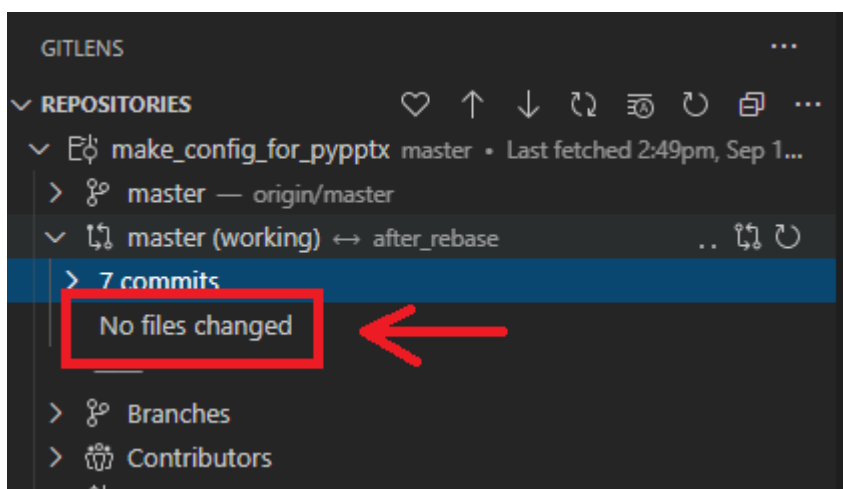 GITLENS
REPOSITORIES
make_config_for_pypptx master • Last fetched 2:49pm, Sep 1...
master — origin/master
master (working) ↔ after_rebase
7 commits
No files changed
Branches
Contributors